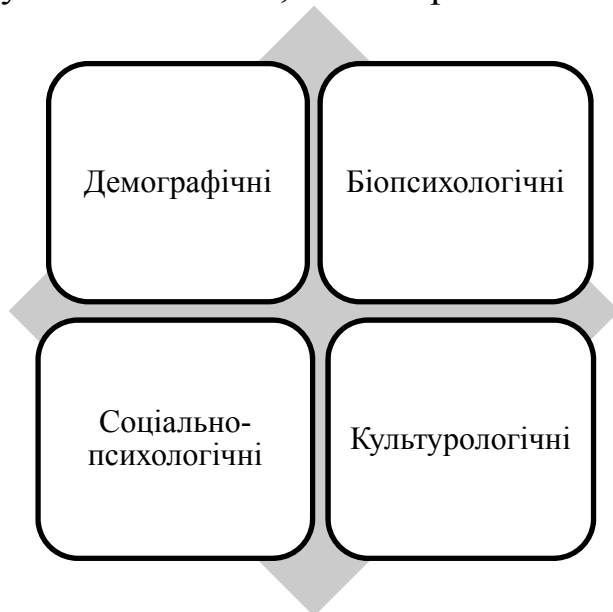 Демографічні
Біопсихологічні
Соціально-
психологічні
Культурологічні